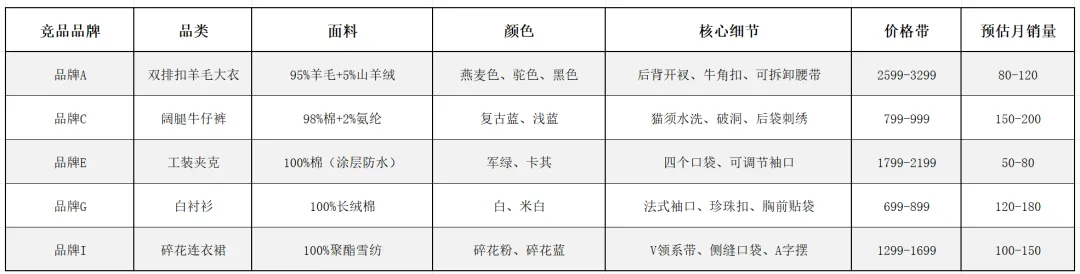 竞品品牌 品类 面料 颜色 核心细节 价格带 预估月销量
品牌A 双排扣羊毛大衣 95%羊毛+5%山羊绒 燕麦色、驼色、黑色 后背开衩、牛角扣、可拆卸腰带 2599-3299 80-120
品牌C 阔腿牛仔裤 98%棉+2%氨纶 复古蓝、浅蓝 猫须水洗、破洞、后袋刺绣 799-999 150-200
品牌E 工装夹克 100%棉（涂层防水） 军绿、卡其 四个口袋、可调节袖口 1799-2199 50-80
品牌G 白衬衫 100%长绒棉 白、米白 法式袖口、珍珠扣、胸前贴袋 699-899 120-180
品牌I 碎花连衣裙 100%聚酯雪纺 碎花粉、碎花蓝 V领系带、侧缝口袋、A字摆 1299-1699 100-150